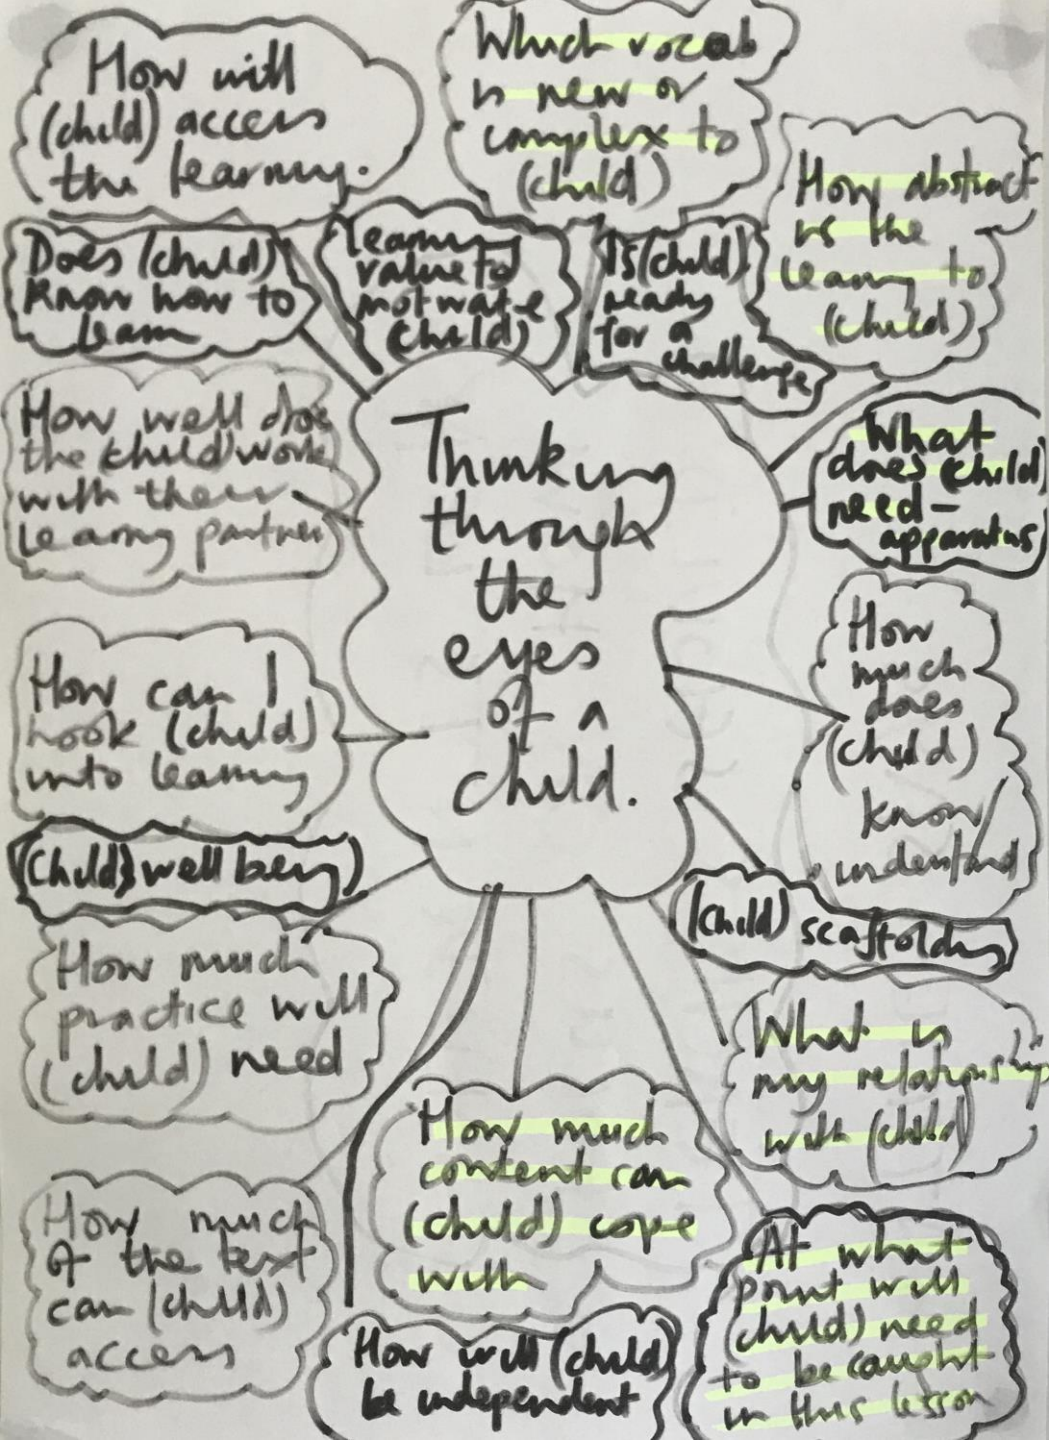 How will
(child) access
the learning.
Which vocab
is new or
complex to
(child)
How abstract
is the
learning to
(child)
Does (child)
know how to
learn
learning
value to
motivate
(child)
Is (child)
ready
for a
challenge
Thinking
through
the
eyes
of a
child.
How well does
the (child) work
with their
learning partner
What
does (child)
need -
apparatus
How can I
hook (child)
into learning
How
much
does
(child)
know/
understand
(Child) well being
(child) scaffolding
How much
practice will
(child) need
What is
my relationship
with (child)
How much
content can
(child) cope
with
How much
of the text
can (child)
access
How will (child)
be independent
At what
point will
(child) need
to be caught
in this lesson